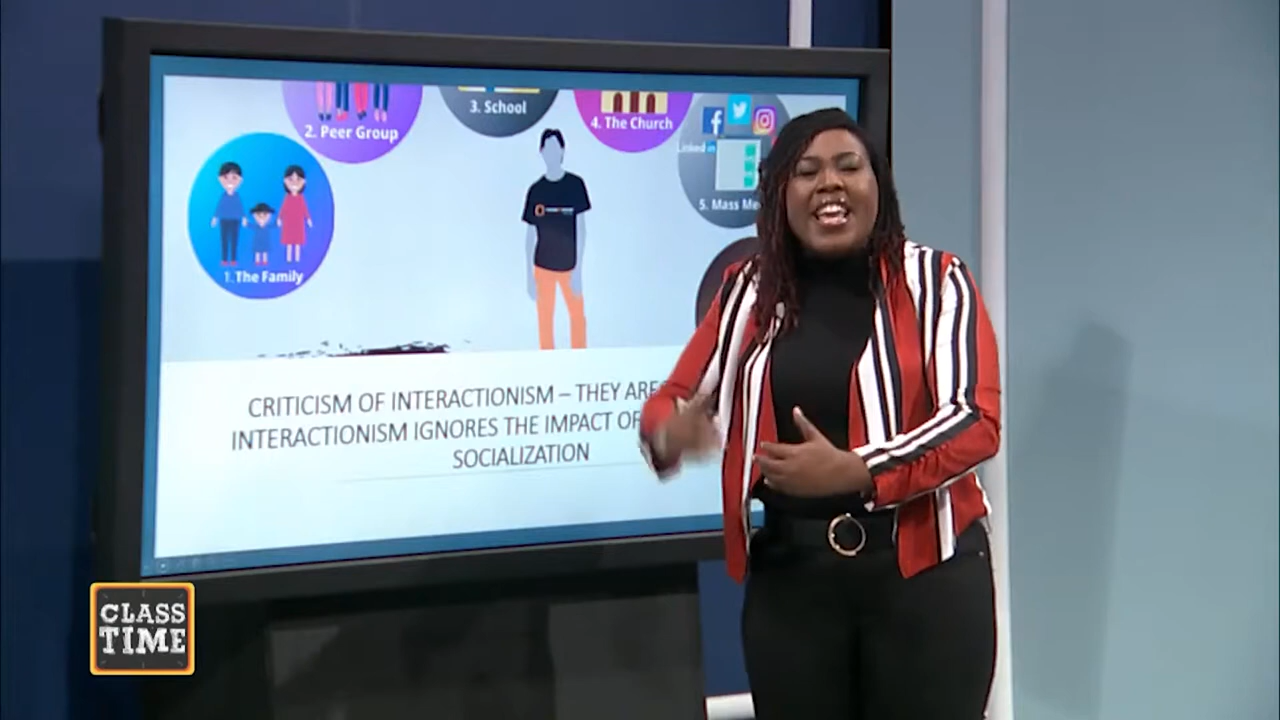 2. Peer Group
3. School
4. The Church
Linked in
5. Mass
1. The Family
CRITICISM OF INTERACTIONISM – THEY ARE
INTERACTIONISM IGNORES THE IMPACT OF
SOCIALIZATION
CLASS
TIME